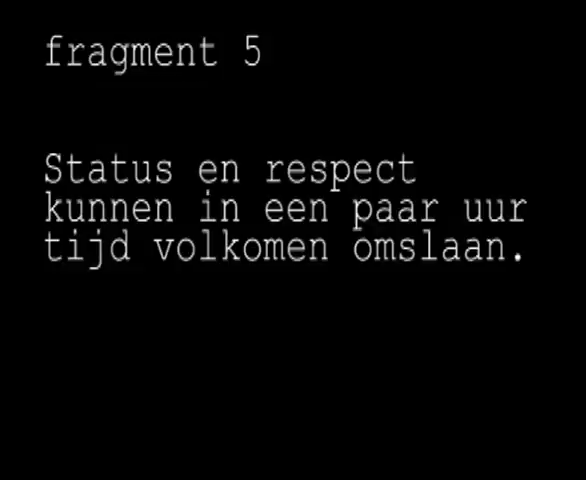 fragment 5
Status en respect
kunnen in een paar uur
tijd volkomen omslaan.